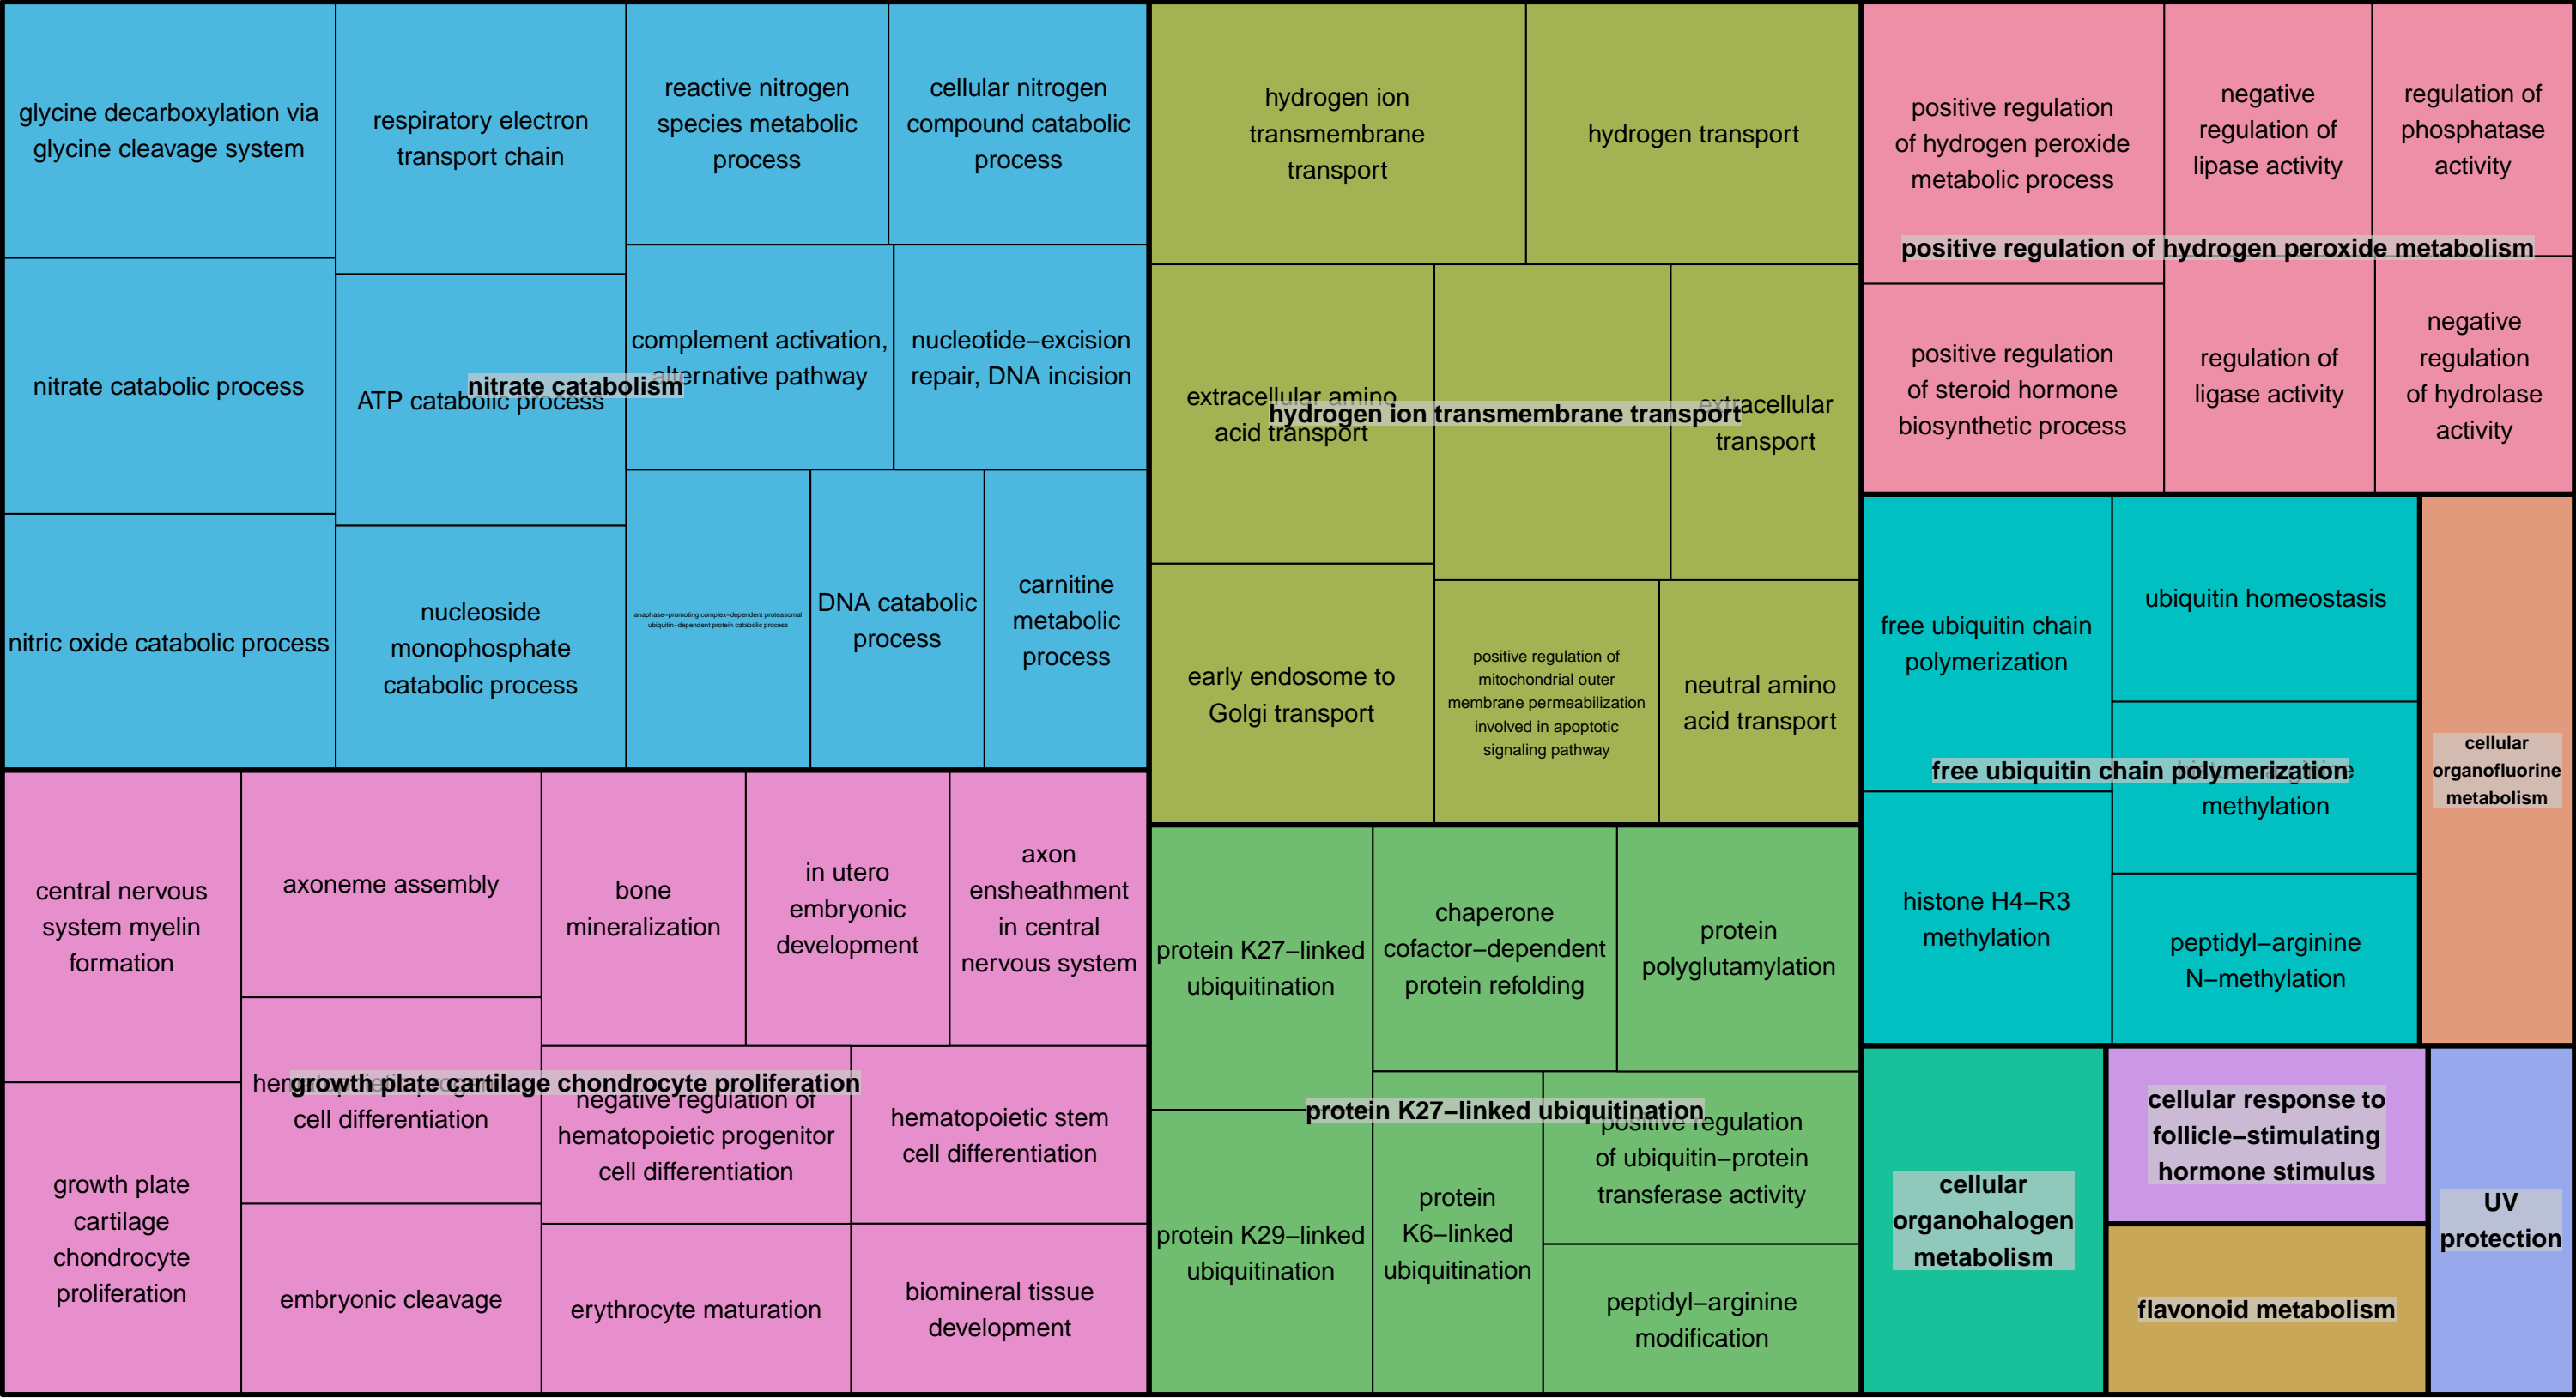 glycine decarboxylation via
glycine cleavage system
respiratory electron
transport chain
reactive nitrogen
species metabolic
process
cellular nitrogen
compound catabolic
process
nitrate catabolic process
ATP catabolic process
complement activation,
alternative pathway
nucleotide−excision
repair, DNA incision
nitrate catabolism
nitric oxide catabolic process
nucleoside
monophosphate
catabolic process
anaphase−promoting complex−dependent proteasomal
ubiquitin−dependent protein catabolic process
DNA catabolic
process
carnitine
metabolic
process
central nervous
system myelin
formation
axoneme assembly
bone
mineralization
in utero
embryonic
development
axon
ensheathment
in central
nervous system
growth plate cartilage chondrocyte proliferation
cell differentiation
negative regulation of
hematopoietic progenitor
cell differentiation
hematopoietic stem
cell differentiation
growth plate
cartilage
chondrocyte
proliferation
embryonic cleavage
erythrocyte maturation
biomineral tissue
development
hydrogen ion
transmembrane
transport
hydrogen transport
extracellular amino
acid transport
hydrogen ion transmembrane transport
extracellular
transport
early endosome to
Golgi transport
positive regulation of
mitochondrial outer
membrane permeabilization
involved in apoptotic
signaling pathway
neutral amino
acid transport
protein K27−linked
ubiquitination
chaperone
cofactor−dependent
protein refolding
protein
polyglutamylation
protein K27−linked ubiquitination
protein K29−linked
ubiquitination
protein
K6−linked
ubiquitination
positive regulation
of ubiquitin−protein
transferase activity
peptidyl−arginine
modification
positive regulation
of hydrogen peroxide
metabolic process
negative
regulation of
lipase activity
regulation of
phosphatase
activity
positive regulation of hydrogen peroxide metabolism
positive regulation
of steroid hormone
biosynthetic process
regulation of
ligase activity
negative
regulation
of hydrolase
activity
free ubiquitin chain
polymerization
ubiquitin homeostasis
free ubiquitin chain polymerization
methylation
histone H4−R3
methylation
peptidyl−arginine
N−methylation
cellular
organofluorine
metabolism
cellular
organohalogen
metabolism
cellular response to
follicle−stimulating
hormone stimulus
flavonoid metabolism
UV
protection